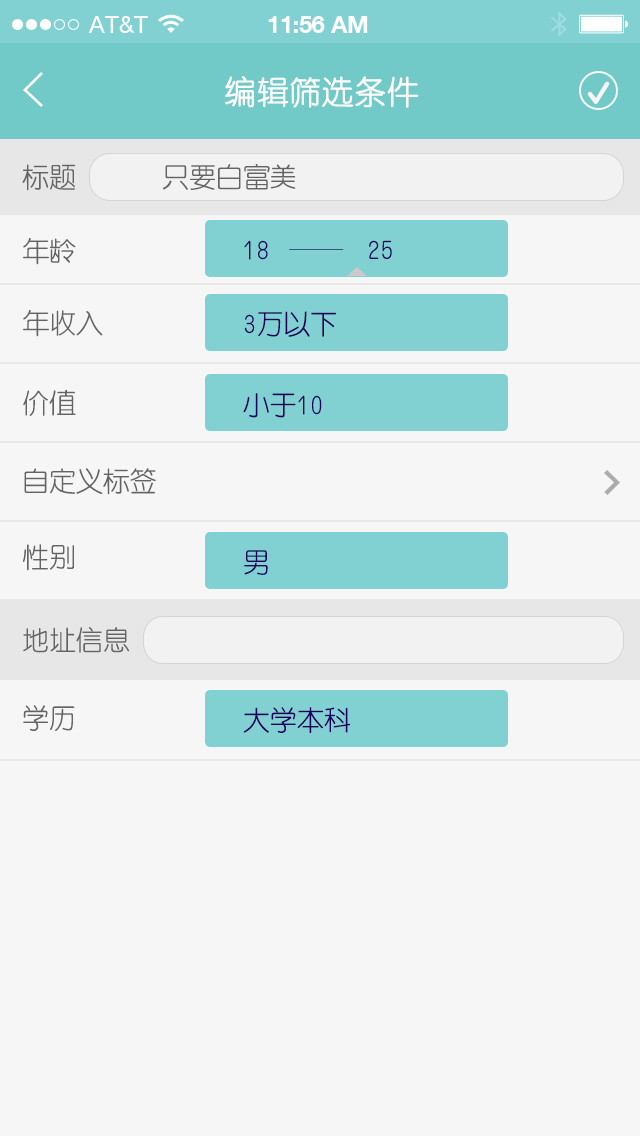 AT&T 11:56 AM
编辑筛选条件
标题 只要白富美
年龄 18 —— 25
年收入 3万以下
价值 小于10
自定义标签
性别 男
地址信息
学历 大学本科